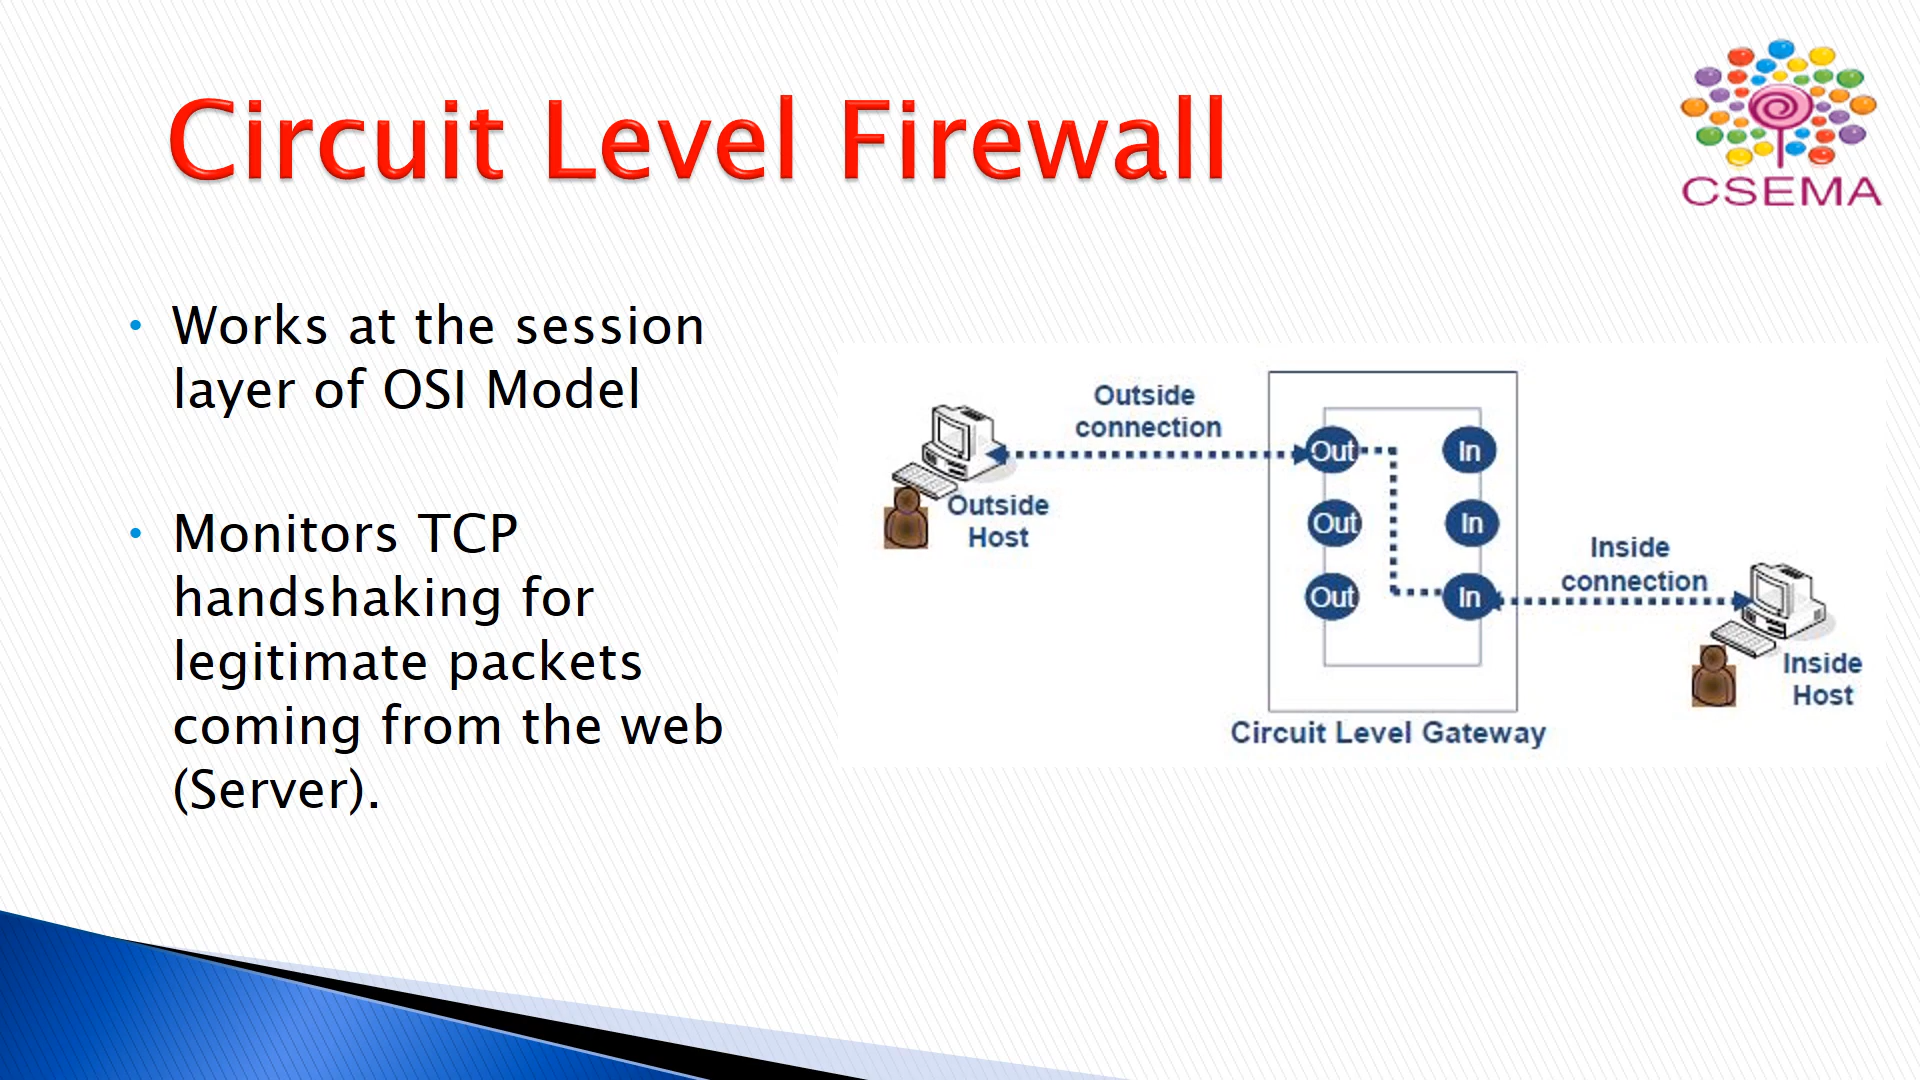 Circuit Level Firewall
CSEMA
• Works at the session
layer of OSI Model
• Monitors TCP
handshaking for
legitimate packets
coming from the web
(Server).
Outside
connection
Outside
Host
Out
In
Out
In
Out
In
Inside
connection
Inside
Host
Circuit Level Gateway